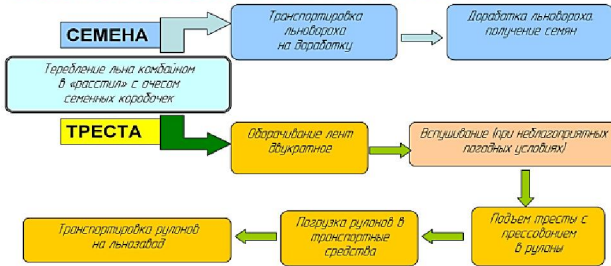 СЕМЕНА
Транспортировка
льновороха
на доработку
Доработка льновороха,
получение семян
Теребление льна комбайном
в «расстил» с очесом
семенных коробочек
ТРЕСТА
Оборачивание лент
двукратное
Вспушивание (при неблагоприятных
погодных условиях)
Подъем тресты с
прессованием
в рулоны
Погрузка рулонов в
транспортные
средства
Транспортировка рулонов
на льнозавод